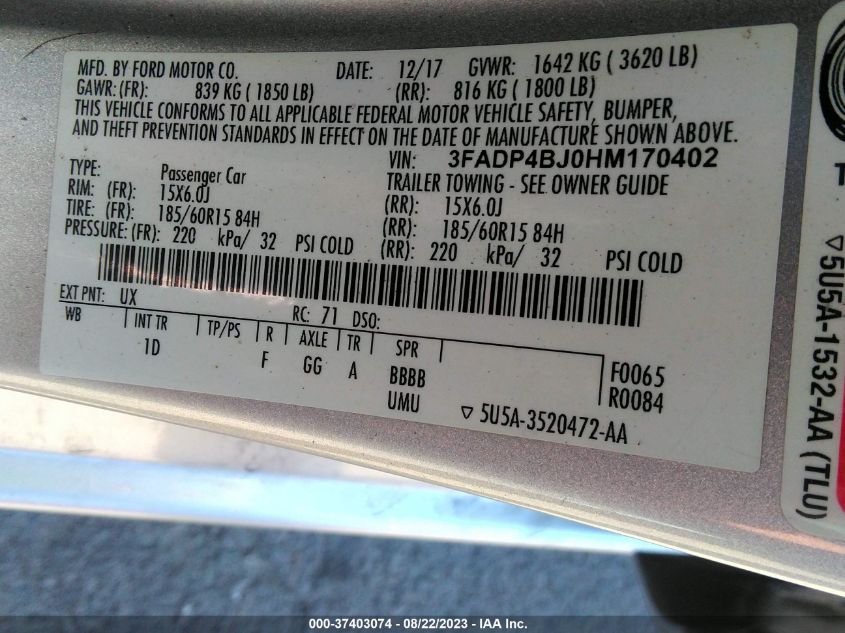 MFD. BY FORD MOTOR CO. DATE: 12/17 GVWR: 1642 KG ( 3620 LB)
GAWR: (FR): 839 KG ( 1850 LB) (RR): 816 KG ( 1800 LB)
THIS VEHICLE CONFORMS TO ALL APPLICABLE FEDERAL MOTOR VEHICLE SAFETY, BUMPER,
AND THEFT PREVENTION STANDARDS IN EFFECT ON THE DATE OF MANUFACTURE SHOWN ABOVE.
VIN: 3FADP4BJ0HM170402
TYPE: Passenger Car TRAILER TOWING - SEE OWNER GUIDE
RIM: (FR): 15X6.0J (RR): 15X6.0J
TIRE: (FR): 185/60R15 84H (RR): 185/60R15 84H
PRESSURE: (FR): 220 kPa/ 32 PSI COLD (RR): 220 kPa/ 32 PSI COLD
EXT PNT: UX RC: 71 DSO:
WB INT TR TP/PS R AXLE TR SPR
1D F GG A BBBB F0065
UMU R0084
▽ 5U5A-3520472-AA
T
▽5U5A-1532-AA (TLU)
000-37403074 - 08/22/2023 - IAA Inc.